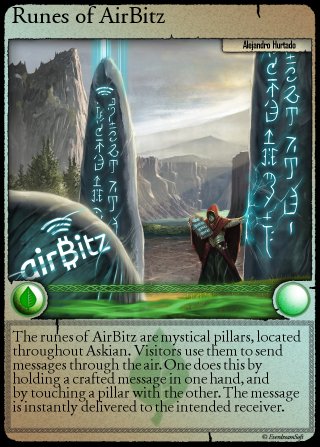 Runes of AirBitz
Alejandro Hurtado
airBitz
The runes of AirBitz are mystical pillars, located
throughout Askian. Visitors use them to send
messages through the air. One does this by
holding a crafted message in one hand, and
by touching a pillar with the other. The message
is instantly delivered to the intended receiver.
© EverdreamSoft